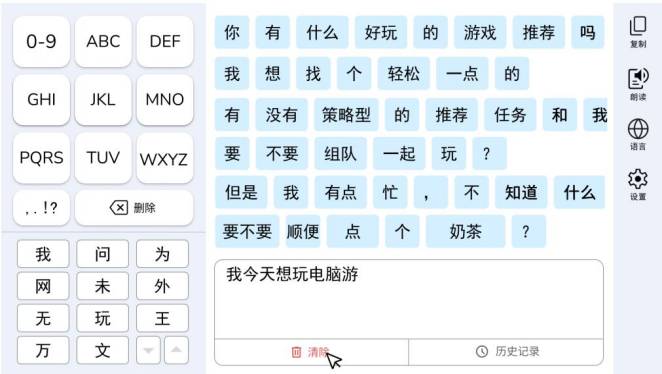 0-9 ABC DEF
GHI JKL MNO
PQRS TUV WXYZ
, . !? 删除
我 问 为
网 未 外
无 玩 王
万 文
你 有 什么 好玩 的 游戏 推荐 吗
我 想 找 个 轻松 一点 的
有 没有 策略型 的 推荐 任务 和 我
要 不要 组队 一起 玩 ?
但是 我 有点 忙 , 不 知道 什么
要不要 顺便 点 个 奶茶 ?
我今天想玩电脑游
清除 历史记录
复制
朗读
语言
设置